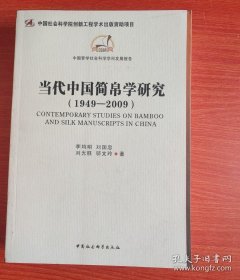 中国社会科学院创新工程学术出版资助项目
中国哲学社会科学学科发展报告
当代中国简帛学研究
（1949—2009）
CONTEMPORARY STUDIES ON BAMBOO
AND SILK MANUSCRIPTS IN CHINA
李均明 刘国忠
刘光胜 邬文玲 著
中国社会科学出版社